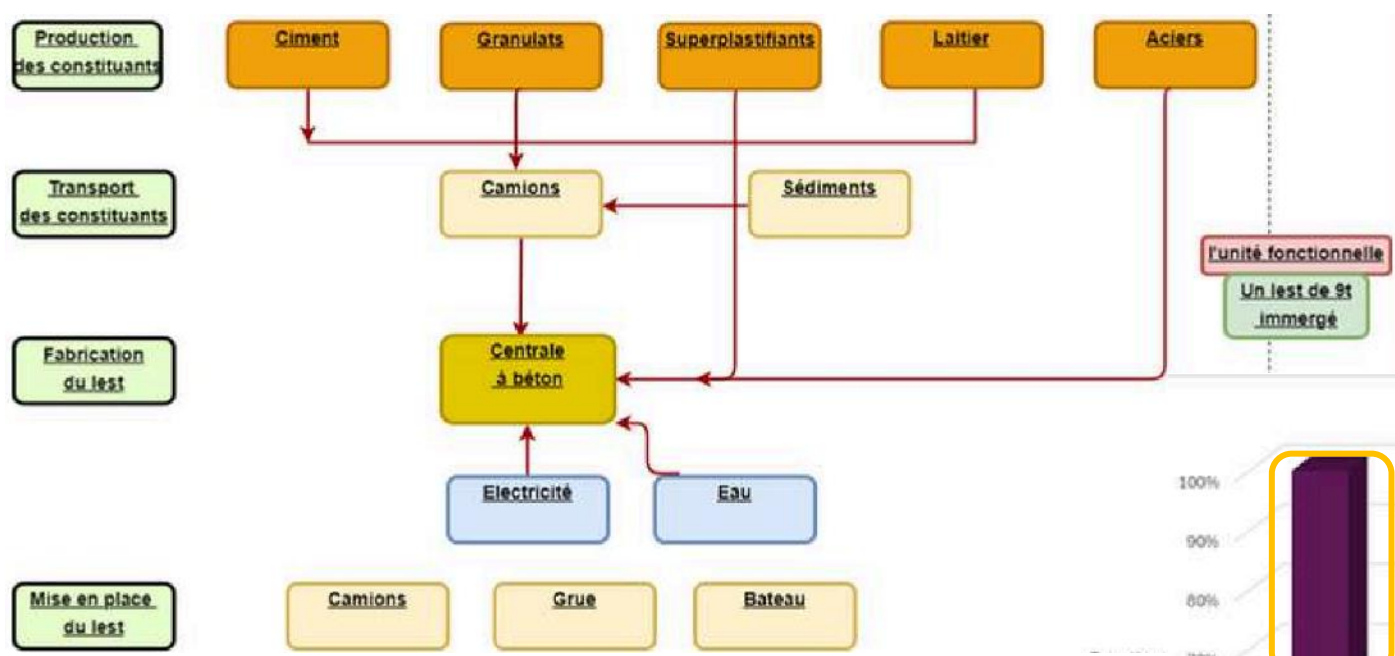 Production
des constituants
Ciment
Granulats
Superplastifiants
Laitier
Aciers
Transport
des constituants
Camions
Sédiments
l'unité fonctionnelle
Un lest de 9t
immergé
Fabrication
du lest
Centrale
à béton
Electricité
Eau
100%
90%
80%
Mise en place
du lest
Camions
Grue
Bateau